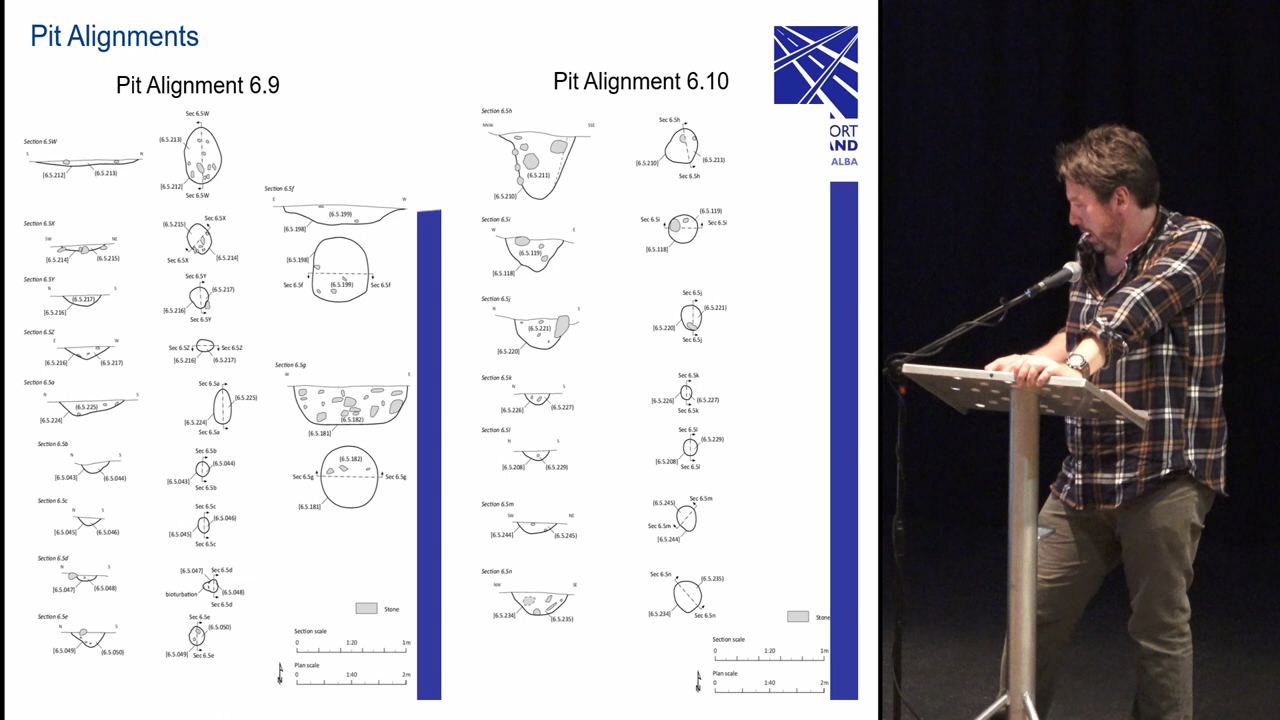 Pit Alignments
Pit Alignment 6.9
Sec 6.5W
Section 6.5W
S
N
(6.5.213)
[6.5.212]
(6.5.213)
[6.5.212]
Sec 6.5W
Section 6.5X
SW
NE
[6.5.214]
(6.5.215)
(6.5.215)
Sec 6.5X
Sec 6.5X
[6.5.214]
Section 6.5Y
N
S
(6.5.217)
[6.5.216]
Sec 6.5Y
(6.5.217)
[6.5.216]
Sec 6.5Y
Section 6.5Z
E
W
[6.5.216]
(6.5.217)
Sec 6.5Z
Sec 6.5Z
[6.5.216]
(6.5.217)
Section 6.5a
N
S
(6.5.225)
[6.5.224]
Sec 6.5a
(6.5.225)
[6.5.224]
Sec 6.5a
Section 6.5b
N
S
[6.5.043]
(6.5.044)
Sec 6.5b
(6.5.044)
[6.5.043]
Sec 6.5b
Section 6.5c
N
S
[6.5.045]
(6.5.046)
Sec 6.5c
(6.5.046)
[6.5.045]
Sec 6.5c
Section 6.5d
N
S
[6.5.047]
(6.5.048)
[6.5.047]
Sec 6.5d
bioturbation
(6.5.048)
Sec 6.5d
Section 6.5e
N
S
[6.5.049]
(6.5.050)
Sec 6.5e
(6.5.050)
[6.5.049]
Sec 6.5e
Section 6.5f
E
W
(6.5.199)
[6.5.198]
[6.5.198]
Sec 6.5f
(6.5.199)
Sec 6.5f
Section 6.5g
W
E
(6.5.182)
[6.5.181]
(6.5.182)
Sec 6.5g
Sec 6.5g
[6.5.181]
Stone
Section scale
0
1:20
1m
Plan scale
0
1:40
2m
N
Pit Alignment 6.10
Section 6.5h
NNW
SSE
(6.5.211)
[6.5.210]
Sec 6.5h
[6.5.210]
(6.5.211)
Sec 6.5h
Section 6.5i
W
E
(6.5.119)
[6.5.118]
(6.5.119)
Sec 6.5i
Sec 6.5i
[6.5.118]
Section 6.5j
N
S
(6.5.221)
[6.5.220]
Sec 6.5j
(6.5.221)
[6.5.220]
Sec 6.5j
Section 6.5k
N
S
[6.5.226]
(6.5.227)
Sec 6.5k
[6.5.226]
(6.5.227)
Sec 6.5k
Section 6.5l
N
S
[6.5.208]
(6.5.229)
Sec 6.5l
(6.5.229)
[6.5.208]
Sec 6.5l
Section 6.5m
SW
NE
[6.5.244]
(6.5.245)
(6.5.245)
Sec 6.5m
Sec 6.5m
[6.5.244]
Section 6.5n
NW
SE
[6.5.234]
(6.5.235)
Sec 6.5n
(6.5.235)
[6.5.234]
Sec 6.5n
Stone
Section scale
0
1:20
1m
Plan scale
0
1:40
2m
N
ORT
AND
ALBA